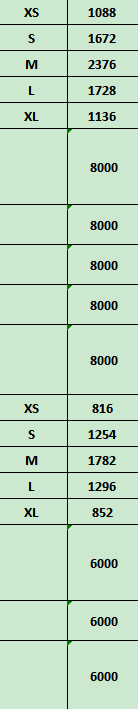 XS 1088
S 1672
M 2376
L 1728
XL 1136
8000
8000
8000
8000
8000
XS 816
S 1254
M 1782
L 1296
XL 852
6000
6000
6000